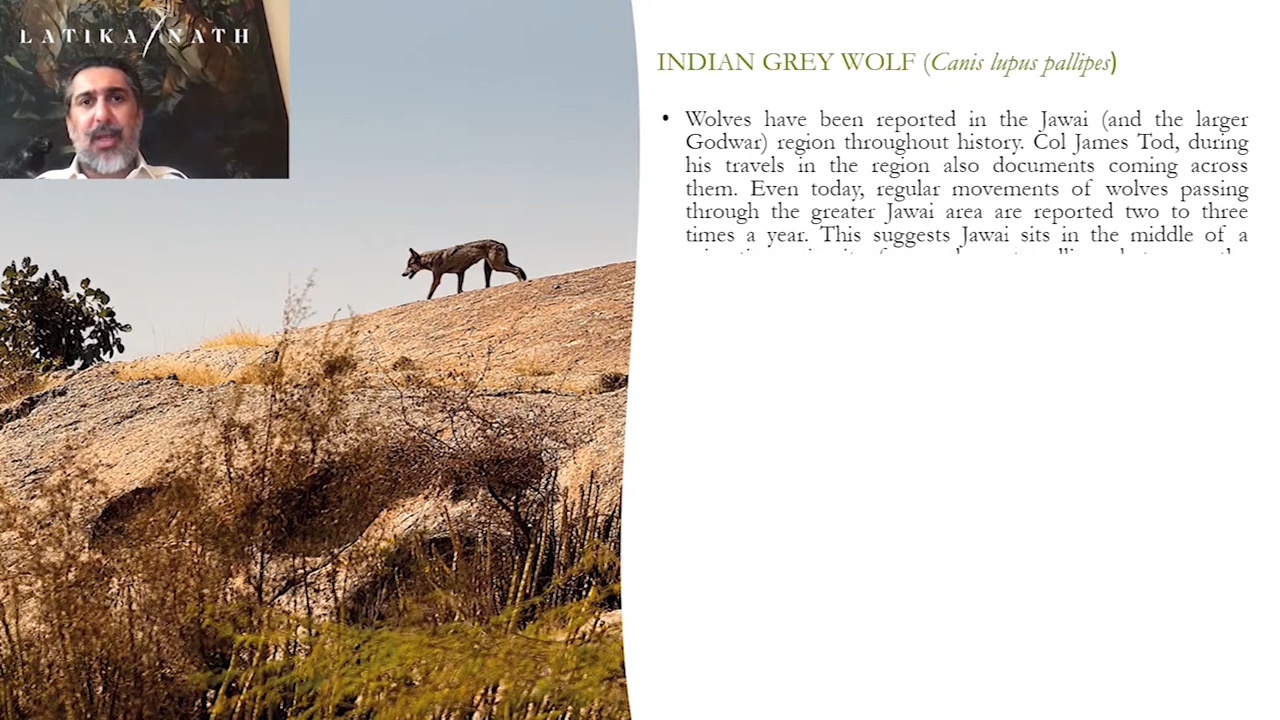 LATIKA NATH
INDIAN GREY WOLF (Canis lupus pallipes)
• Wolves have been reported in the Jawai (and the larger
Godwar) region throughout history. Col James Tod, during
his travels in the region also documents coming across
them. Even today, regular movements of wolves passing
through the greater Jawai area are reported two to three
times a year. This suggests Jawai sits in the middle of a